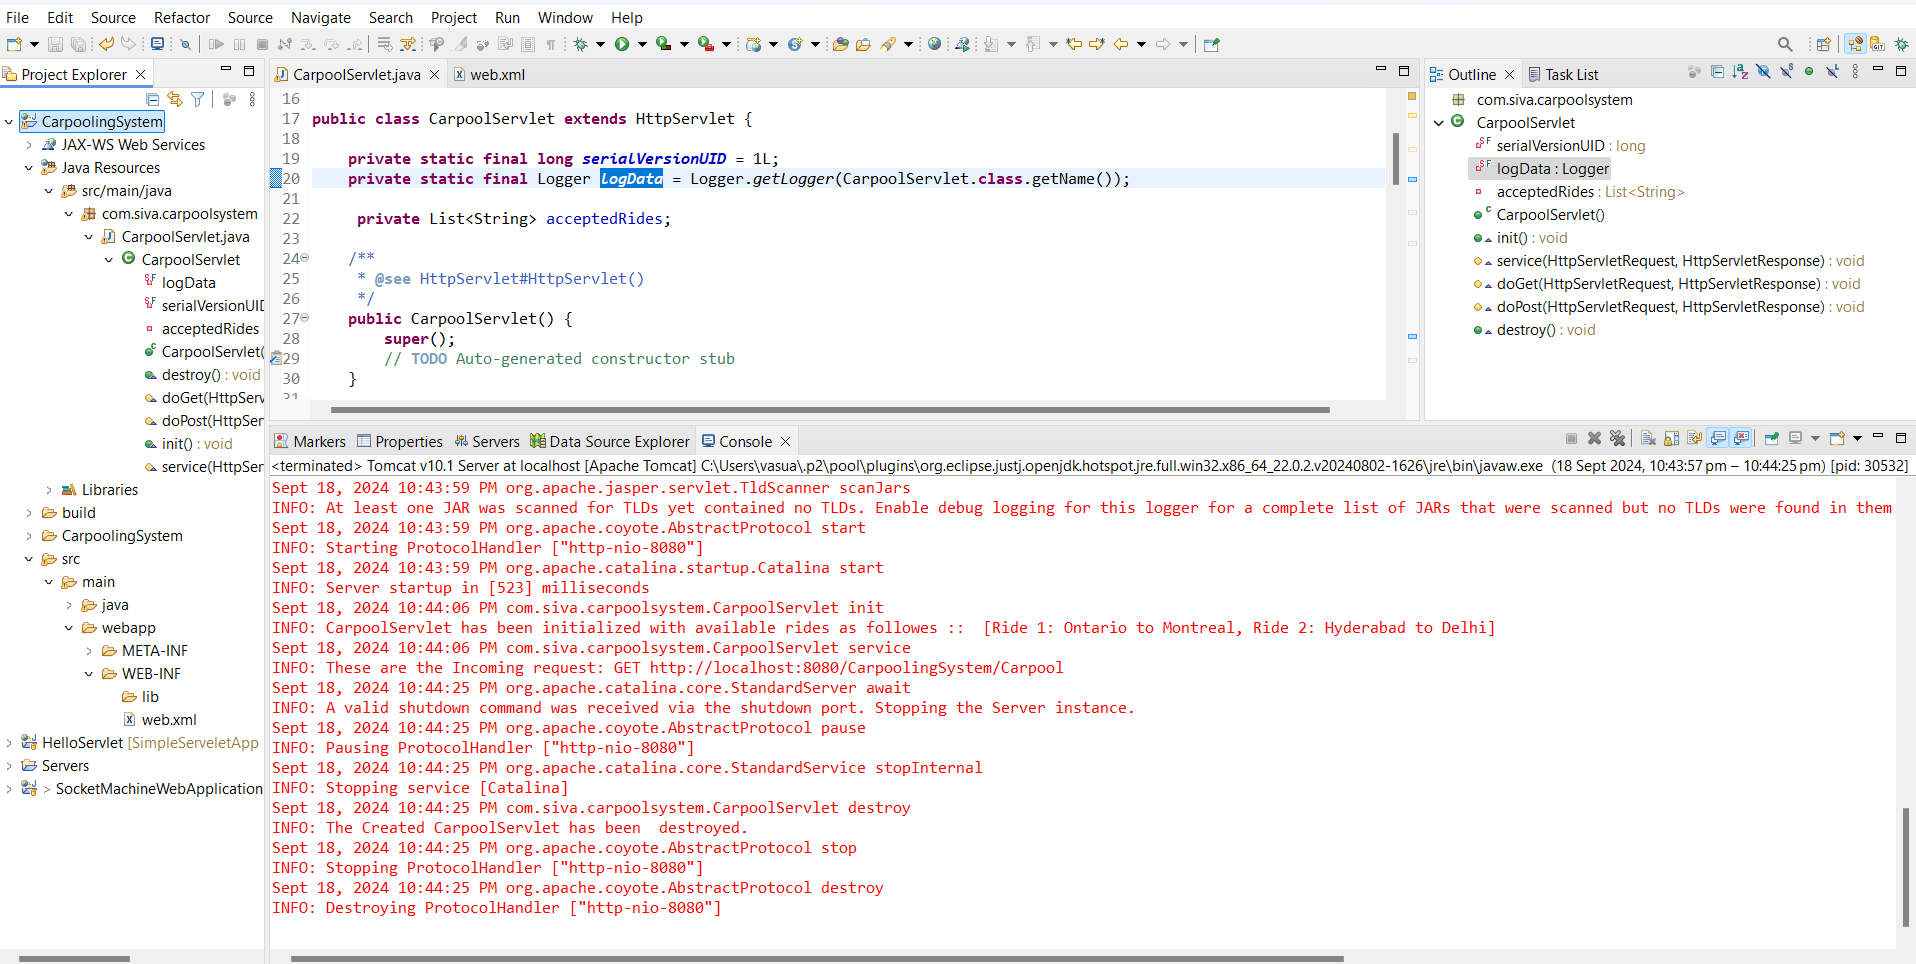 File Edit Source Refactor Source Navigate Search Project Run Window Help
Project Explorer
CarpoolingSystem
JAX-WS Web Services
Java Resources
src/main/java
com.siva.carpoolsystem
CarpoolServlet.java
CarpoolServlet
logData
serialVersionUID
acceptedRides
CarpoolServlet(
destroy() : void
doGet(HttpServ
doPost(HttpSer
init() : void
service(HttpSer
Libraries
build
CarpoolingSystem
src
main
java
webapp
META-INF
WEB-INF
lib
web.xml
HelloServlet [SimpleServeletApp
Servers
> SocketMachineWebApplication
CarpoolServlet.java web.xml
16
17 public class CarpoolServlet extends HttpServlet {
18
19 private static final long serialVersionUID = 1L;
20 private static final Logger logData = Logger.getLogger(CarpoolServlet.class.getName());
21
22 private List<String> acceptedRides;
23
24 /**
25 * @see HttpServlet#HttpServlet()
26 */
27 public CarpoolServlet() {
28 super();
29 // TODO Auto-generated constructor stub
30 }
31
Outline Task List
com.siva.carpoolsystem
CarpoolServlet
serialVersionUID : long
logData : Logger
acceptedRides : List<String>
CarpoolServlet()
init() : void
service(HttpServletRequest, HttpServletResponse) : void
doGet(HttpServletRequest, HttpServletResponse) : void
doPost(HttpServletRequest, HttpServletResponse) : void
destroy() : void
Markers Properties Servers Data Source Explorer Console
<terminated> Tomcat v10.1 Server at localhost [Apache Tomcat] C:\Users\vasua\.p2\pool\plugins\org.eclipse.justj.openjdk.hotspot.jre.full.win32.x86_64_22.0.2.v20240802-1626\jre\bin\javaw.exe (18 Sept 2024, 10:43:57 pm – 10:44:25 pm) [pid: 30532]
Sept 18, 2024 10:43:59 PM org.apache.jasper.servlet.TldScanner scanJars
INFO: At least one JAR was scanned for TLDs yet contained no TLDs. Enable debug logging for this logger for a complete list of JARs that were scanned but no TLDs were found in them
Sept 18, 2024 10:43:59 PM org.apache.coyote.AbstractProtocol start
INFO: Starting ProtocolHandler ["http-nio-8080"]
Sept 18, 2024 10:43:59 PM org.apache.catalina.startup.Catalina start
INFO: Server startup in [523] milliseconds
Sept 18, 2024 10:44:06 PM com.siva.carpoolsystem.CarpoolServlet init
INFO: CarpoolServlet has been initialized with available rides as followes :: [Ride 1: Ontario to Montreal, Ride 2: Hyderabad to Delhi]
Sept 18, 2024 10:44:06 PM com.siva.carpoolsystem.CarpoolServlet service
INFO: These are the Incoming request: GET http://localhost:8080/CarpoolingSystem/Carpool
Sept 18, 2024 10:44:25 PM org.apache.catalina.core.StandardServer await
INFO: A valid shutdown command was received via the shutdown port. Stopping the Server instance.
Sept 18, 2024 10:44:25 PM org.apache.coyote.AbstractProtocol pause
INFO: Pausing ProtocolHandler ["http-nio-8080"]
Sept 18, 2024 10:44:25 PM org.apache.catalina.core.StandardService stopInternal
INFO: Stopping service [Catalina]
Sept 18, 2024 10:44:25 PM com.siva.carpoolsystem.CarpoolServlet destroy
INFO: The Created CarpoolServlet has been  destroyed.
Sept 18, 2024 10:44:25 PM org.apache.coyote.AbstractProtocol stop
INFO: Stopping ProtocolHandler ["http-nio-8080"]
Sept 18, 2024 10:44:25 PM org.apache.coyote.AbstractProtocol destroy
INFO: Destroying ProtocolHandler ["http-nio-8080"]